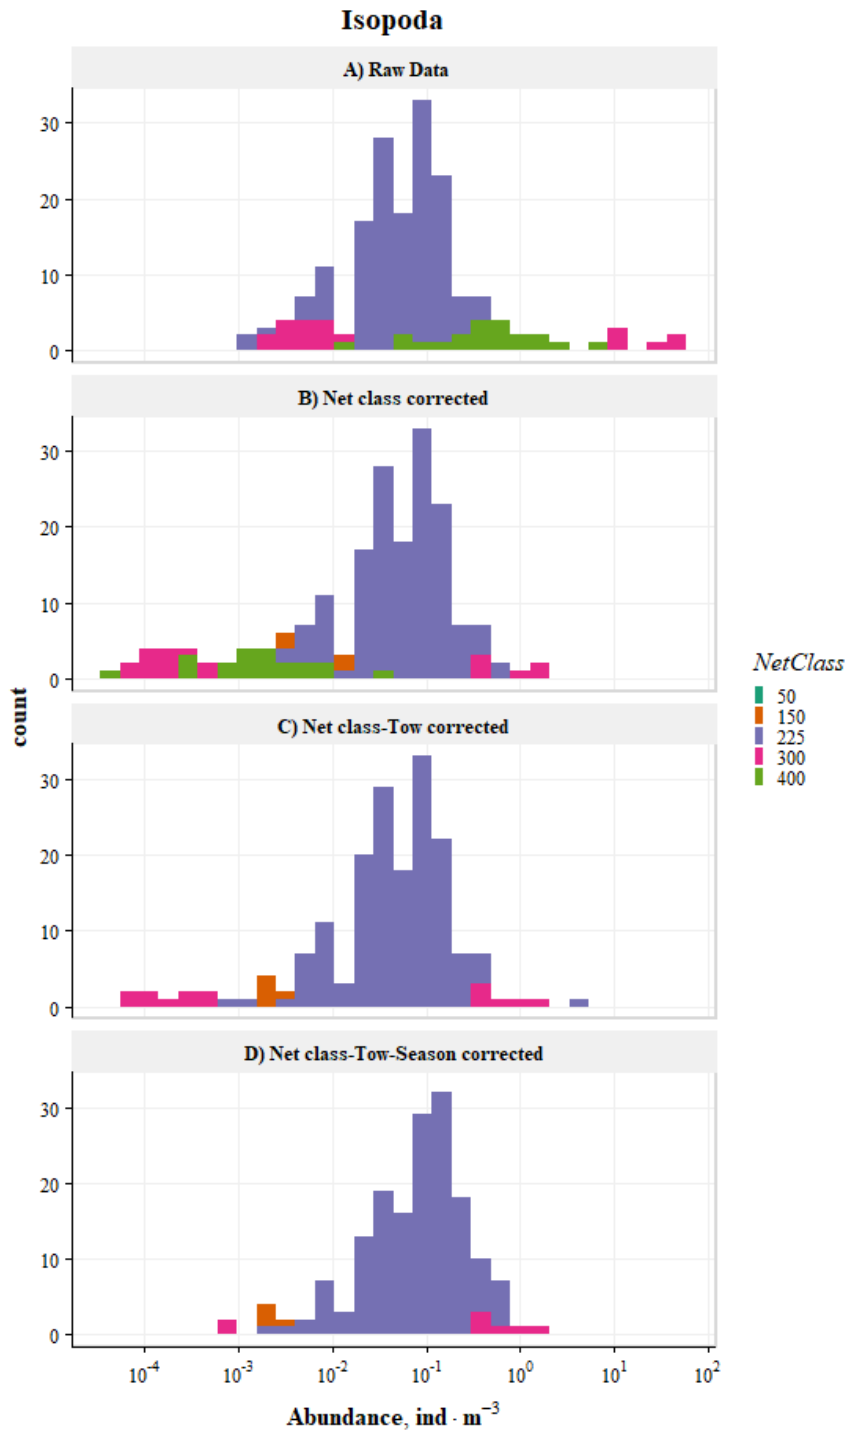 Isopoda
A) Raw Data
30
20
10
0
B) Net class corrected
30
20
10
0
C) Net class-Tow corrected
30
20
10
0
D) Net class-Tow-Season corrected
30
20
10
0
10⁻⁴ 10⁻³ 10⁻² 10⁻¹ 10⁰ 10¹ 10²
Abundance, ind · m⁻³
count
NetClass
50
150
225
300
400